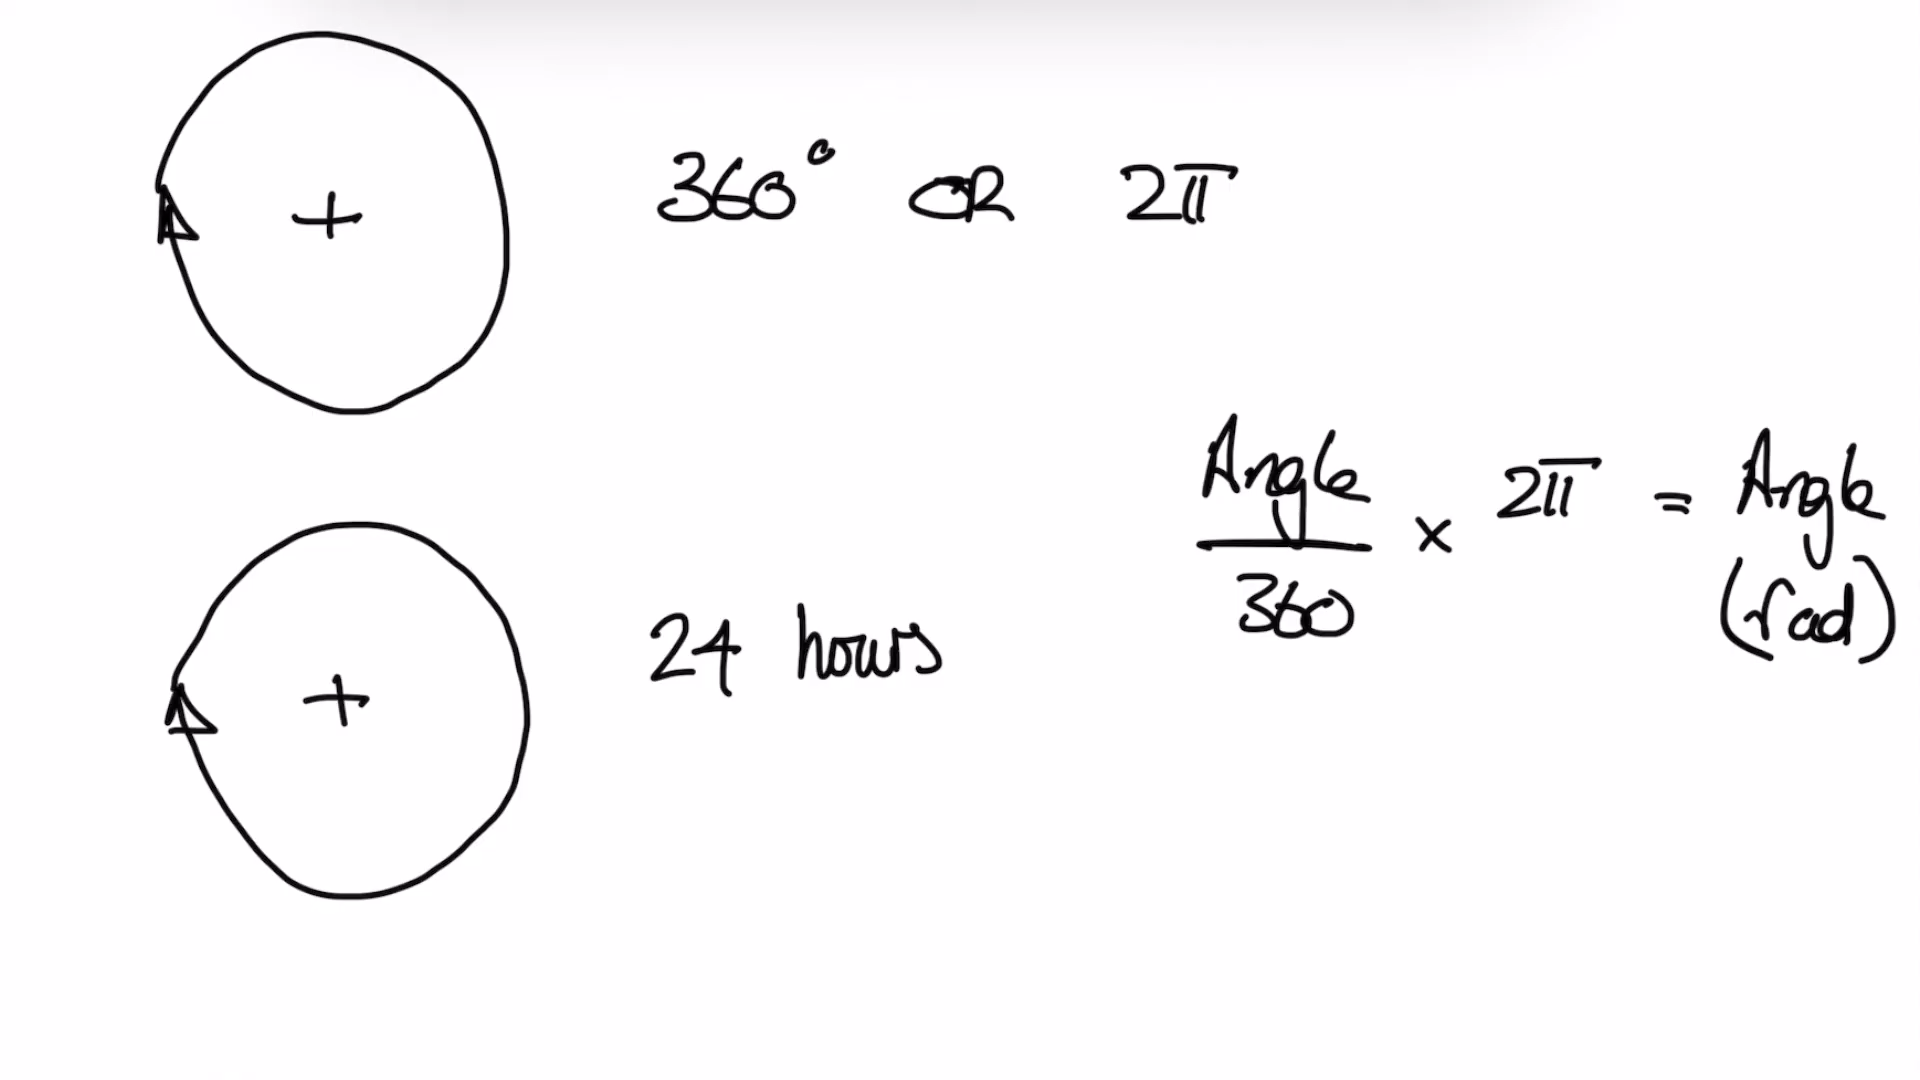 360° OR 2π
Angle / 360 × 2π = Angle (rad)
24 hours